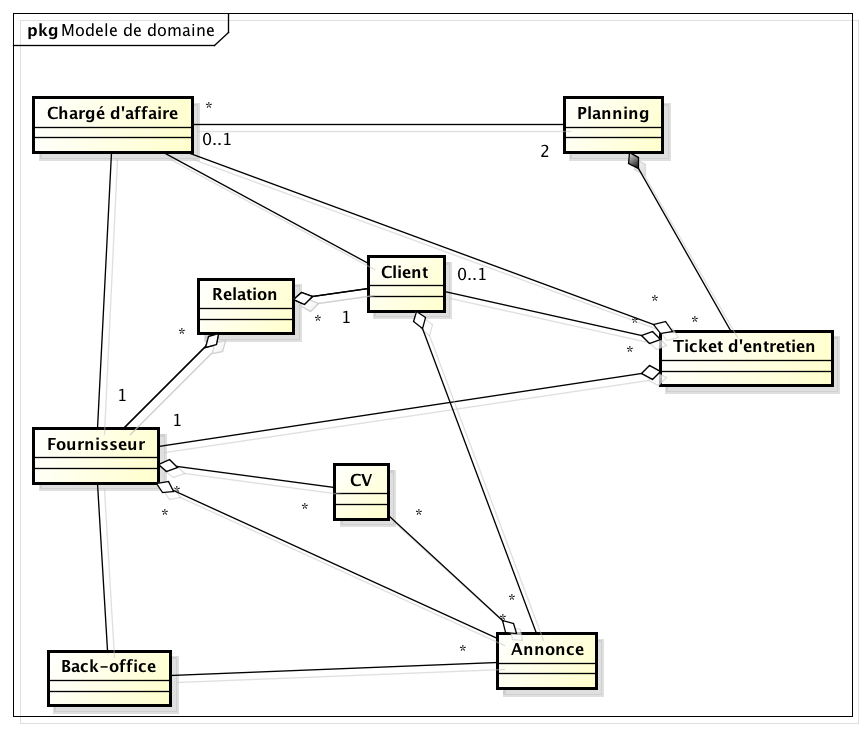 pkg Modele de domaine
*
Chargé d'affaire
Planning
0..1
2
Client
0..1
Relation
*
*
1
*
*
*
*
Ticket d'entretien
1
1
Fournisseur
CV
*
*
*
*
*
*
Annonce
*
Back-office